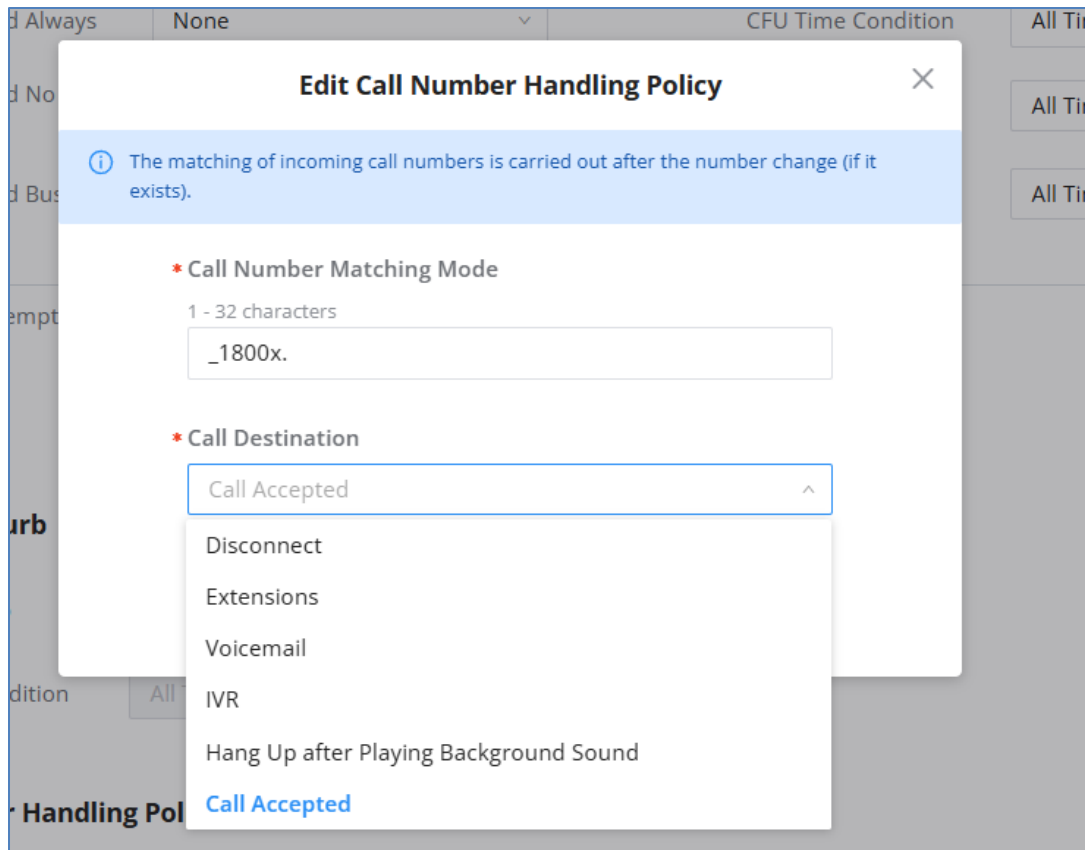 d Always
None
CFU Time Condition
All Ti
Edit Call Number Handling Policy
d No
All Ti
The matching of incoming call numbers is carried out after the number change (if it
exists).
d Bus
All Ti
* Call Number Matching Mode
1 - 32 characters
empt
_1800x.
* Call Destination
Call Accepted
urb
Disconnect
Extensions
Voicemail
dition
All
IVR
Hang Up after Playing Background Sound
Call Accepted
r Handling Pol